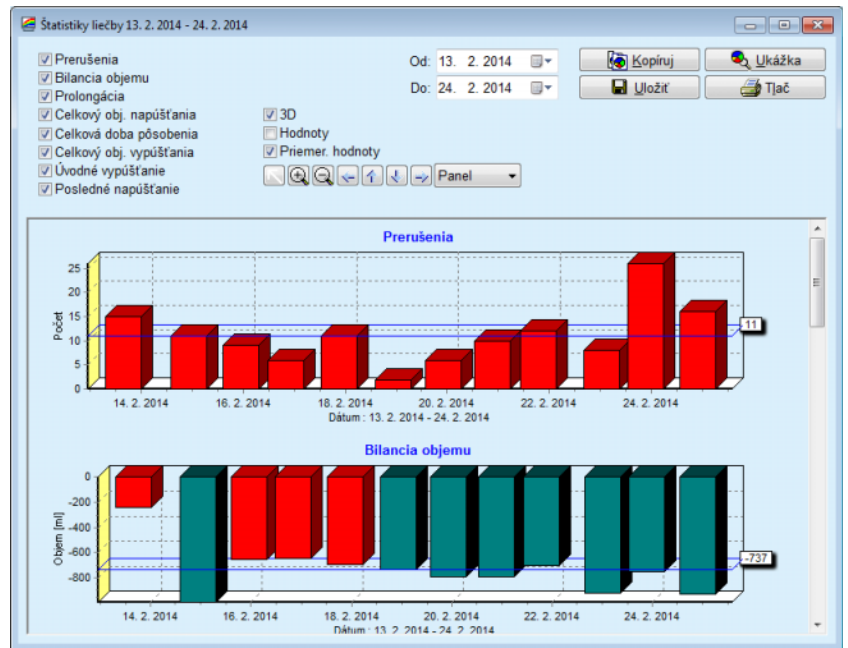 Štatistiky liečby 13. 2. 2014 - 24. 2. 2014
Prerušenia
Bilancia objemu
Prolongácia
Celkový obj. napúšťania
Celková doba pôsobenia
Celkový obj. vypúšťania
Úvodné vypúšťanie
Posledné napúšťanie
3D
Hodnoty
Priemer. hodnoty
Panel
Od: 13. 2. 2014
Do: 24. 2. 2014
Kopíruj
Ukážka
Uložiť
Tlač
Prerušenia
Počet
25
20
15
10
5
0
11
14. 2. 2014 16. 2. 2014 18. 2. 2014 20. 2. 2014 22. 2. 2014 24. 2. 2014
Dátum : 13. 2. 2014 - 24. 2. 2014
Bilancia objemu
Objem [ml]
0
-200
-400
-600
-800
-737
14. 2. 2014 16. 2. 2014 18. 2. 2014 20. 2. 2014 22. 2. 2014 24. 2. 2014
Dátum : 13. 2. 2014 - 24. 2. 2014